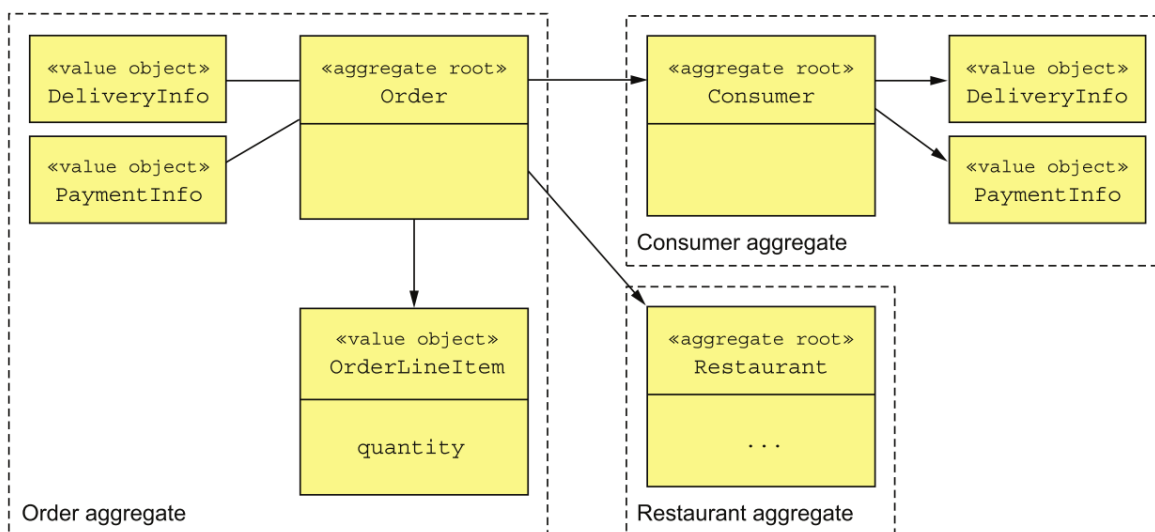 «value object»
DeliveryInfo
«value object»
PaymentInfo
«aggregate root»
Order
«value object»
OrderLineItem
quantity
Order aggregate
«aggregate root»
Consumer
«value object»
DeliveryInfo
«value object»
PaymentInfo
Consumer aggregate
«aggregate root»
Restaurant
...
Restaurant aggregate